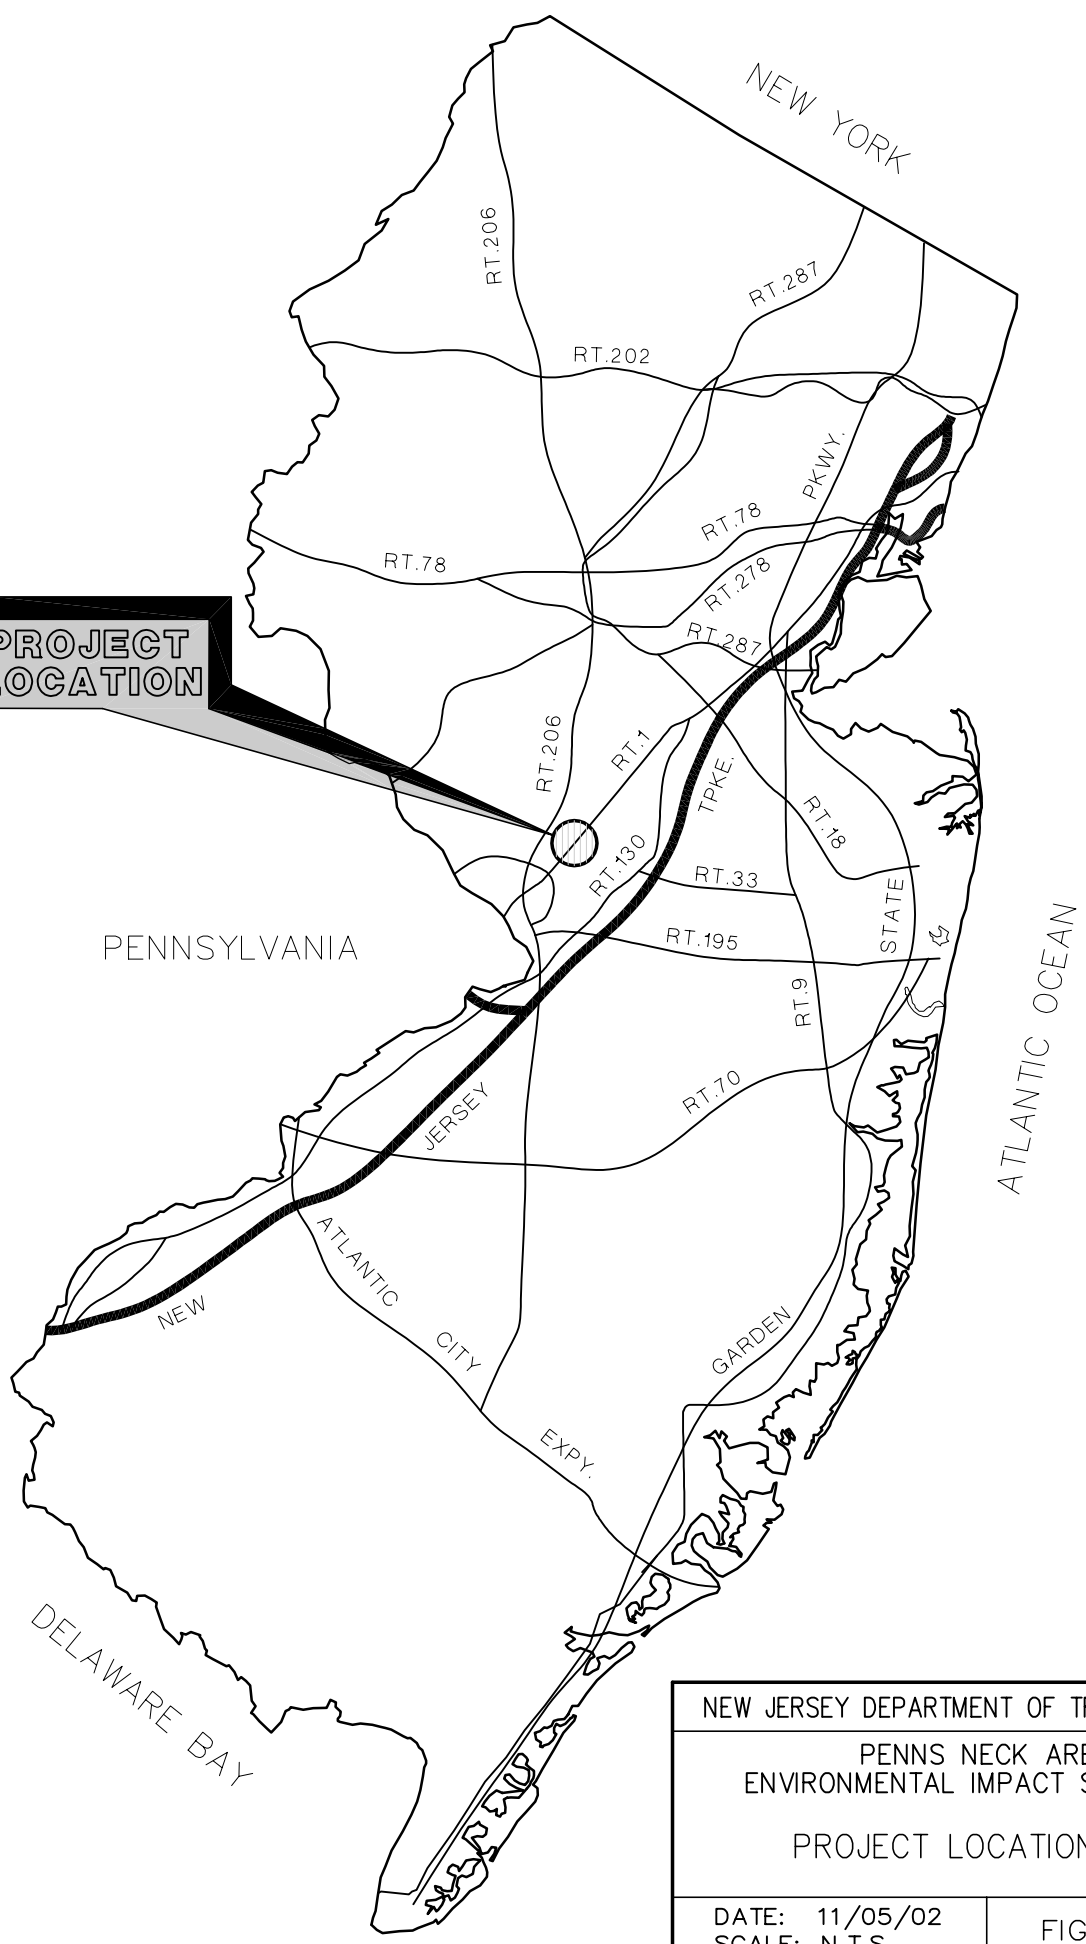 NEW YORK
RT.206
RT.287
RT.202
PKWY.
RT.78
RT.78
RT.278
RT.287
PROJECT
LOCATION
RT.206
RT.1
TPKE.
RT.18
RT.130
RT.33
STATE
RT.195
PENNSYLVANIA
RT.9
ATLANTIC OCEAN
RT.70
JERSEY
ATLANTIC
NEW
CITY
GARDEN
EXPY.
DELAWARE BAY
NEW JERSEY DEPARTMENT OF
PENNS NECK
ENVIRONMENTAL IMPACT
PROJECT LOCATION
DATE: 11/05/02
SCALE: N.T.S.